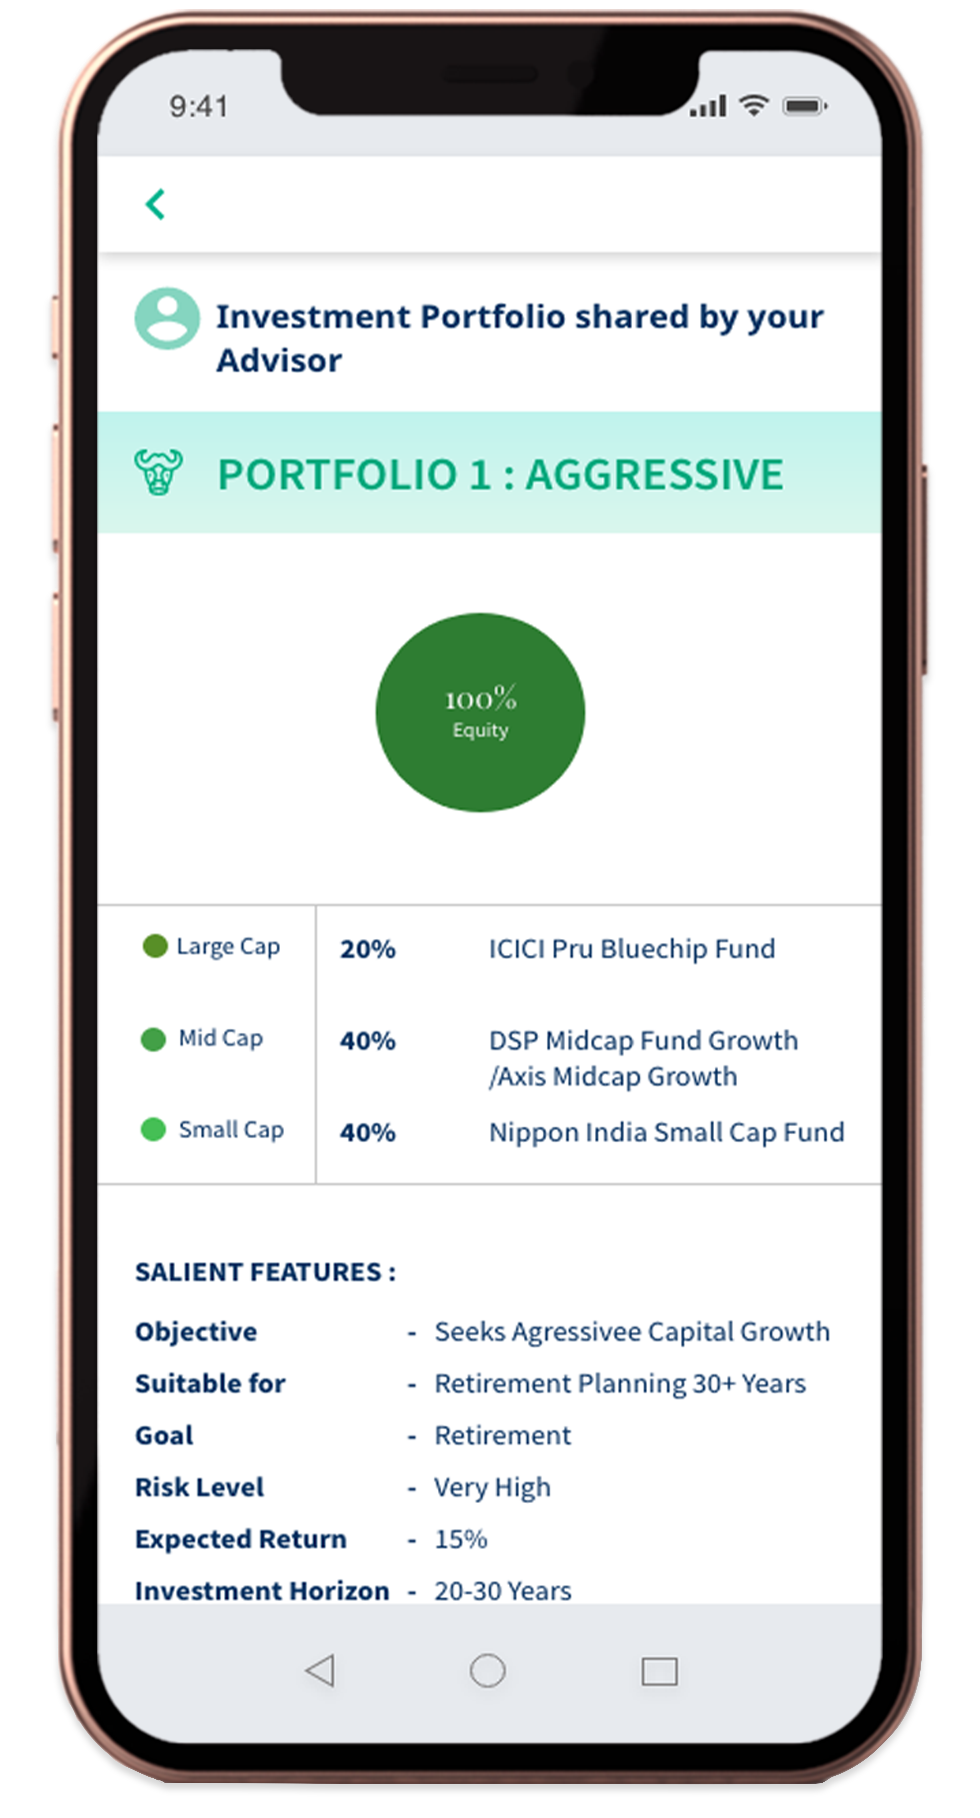 9:41
Investment Portfolio shared by your
Advisor
PORTFOLIO 1 : AGGRESSIVE
100%
Equity
Large Cap 20% ICICI Pru Bluechip Fund
Mid Cap 40% DSP Midcap Fund Growth
/Axis Midcap Growth
Small Cap 40% Nippon India Small Cap Fund
SALIENT FEATURES :
Objective - Seeks Agressivee Capital Growth
Suitable for - Retirement Planning 30+ Years
Goal - Retirement
Risk Level - Very High
Expected Return - 15%
Investment Horizon - 20-30 Years